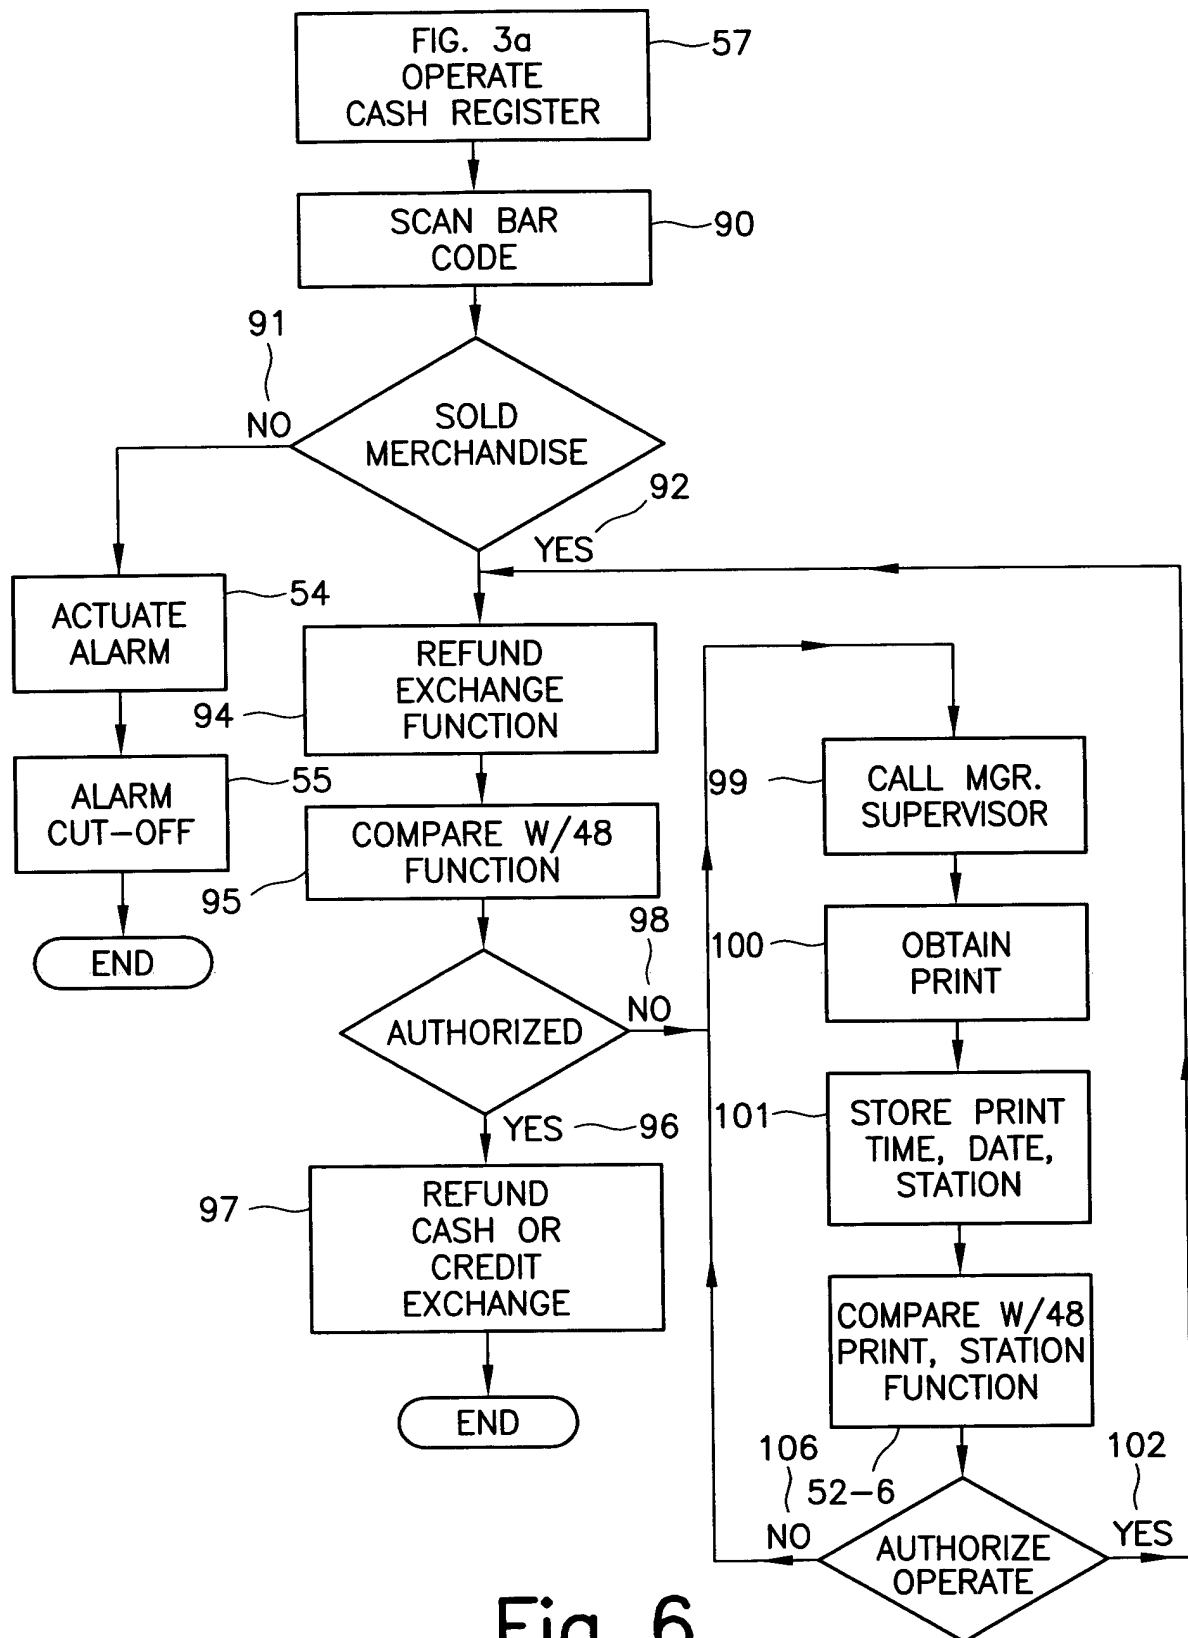 FIG. 3a
OPERATE
CASH REGISTER
57
SCAN BAR
CODE
90
91
NO
SOLD
MERCHANDISE
92
YES
ACTUATE
ALARM
54
REFUND
EXCHANGE
FUNCTION
94
ALARM
CUT-OFF
55
COMPARE W/48
FUNCTION
95
END
98
NO
AUTHORIZED
YES
96
REFUND
CASH OR
CREDIT
EXCHANGE
97
END
CALL MGR.
SUPERVISOR
99
OBTAIN
PRINT
100
STORE PRINT
TIME, DATE,
STATION
101
COMPARE W/48
PRINT, STATION
FUNCTION
52-6
106
NO
AUTHORIZE
OPERATE
102
YES
Fig. 6